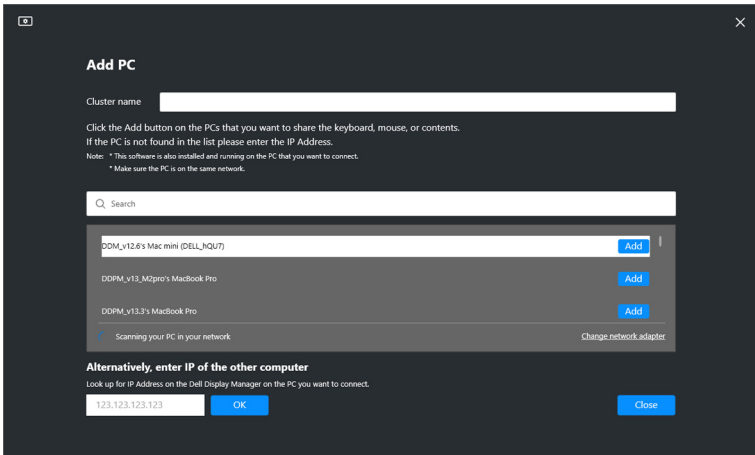 Add PC
Cluster name
Click the Add button on the PCs that you want to share the keyboard, mouse, or contents.
If the PC is not found in the list please enter the IP Address.
Note: * This software is also installed and running on the PC that you want to connect.
* Make sure the PC is on the same network.
Search
DDM_v12.6's Mac mini (DELL_hQU7) Add
DDPM_v13_M2pro's MacBook Pro Add
DDPM_v13.3's MacBook Pro Add
Scanning your PC in your network Change network adapter
Alternatively, enter IP of the other computer
Look up for IP Address on the Dell Display Manager on the PC you want to connect.
123.123.123.123 OK Close